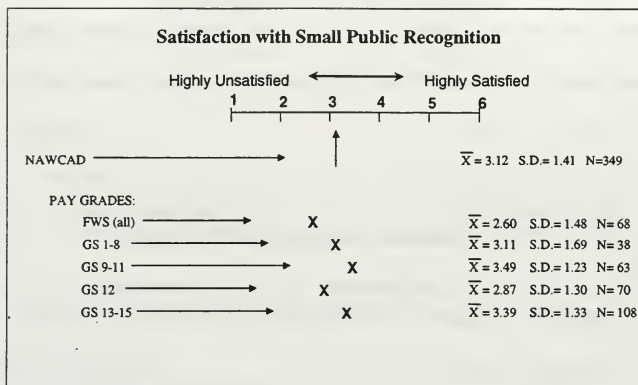 Satisfaction with Small Public Recognition
Highly Unsatisfied Highly Satisfied
1 2 3 4 5 6
NAWCAD X̅ = 3.12 S.D.= 1.41 N=349
PAY GRADES:
FWS (all) X X̅ = 2.60 S.D.= 1.48 N= 68
GS 1-8 X X̅ = 3.11 S.D.= 1.69 N= 38
GS 9-11 X X̅ = 3.49 S.D.= 1.23 N= 63
GS 12 X X̅ = 2.87 S.D.= 1.30 N= 70
GS 13-15 X X̅ = 3.39 S.D.= 1.33 N= 108